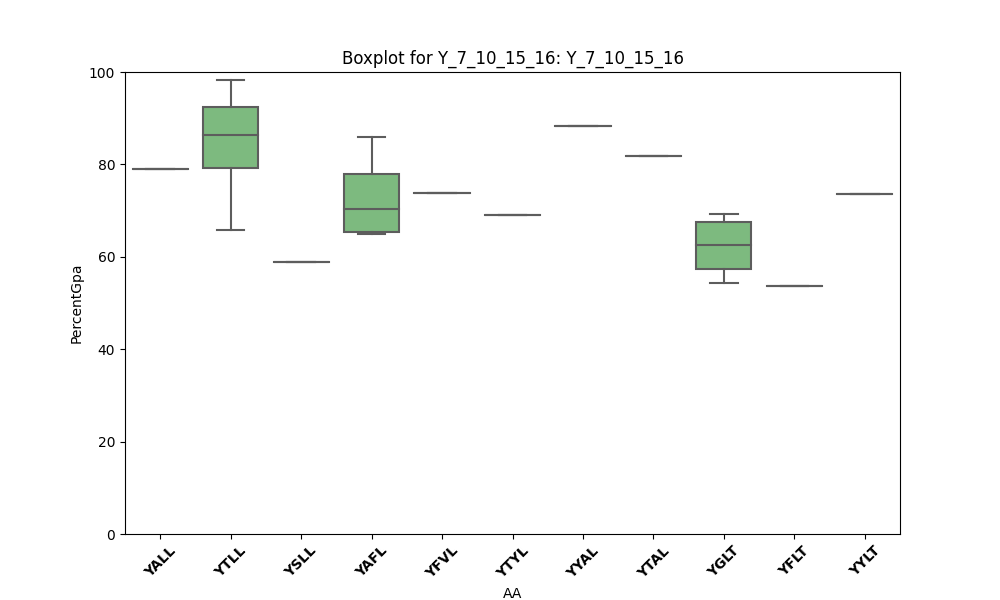 Boxplot for Y_7_10_15_16: Y_7_10_15_16
100
80
60
40
20
0
PercentGpa
YALL YTLL YSLL YAFL YFVL YTYL YYAL YTAL YGLT YFLT YYLT
AA